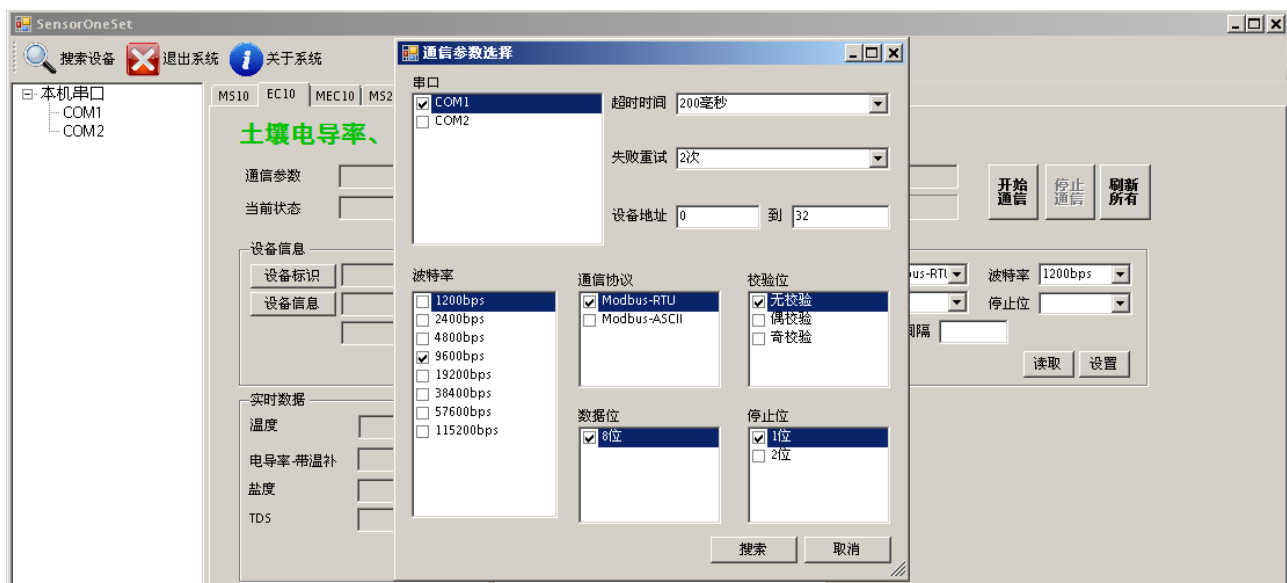 SensorOneSet
搜索设备 退出系统 关于系统
本机串口
COM1
COM2
MS10 EC10 MEC10 MS2
土壤电导率、
通信参数
当前状态
开始通信 停止通信 刷新所有
设备信息
设备标识
设备信息
波特率 1200bps
停止位
间隔
读取 设置
实时数据
温度
电导率-带温补
盐度
TDS
通信参数选择
串口
COM1
COM2
超时时间 200毫秒
失败重试 2次
设备地址 0 到 32
波特率
1200bps
2400bps
4800bps
9600bps
19200bps
38400bps
57600bps
115200bps
通信协议
Modbus-RTU
Modbus-ASCII
校验位
无校验
偶校验
奇校验
数据位
8位
停止位
1位
2位
搜索 取消